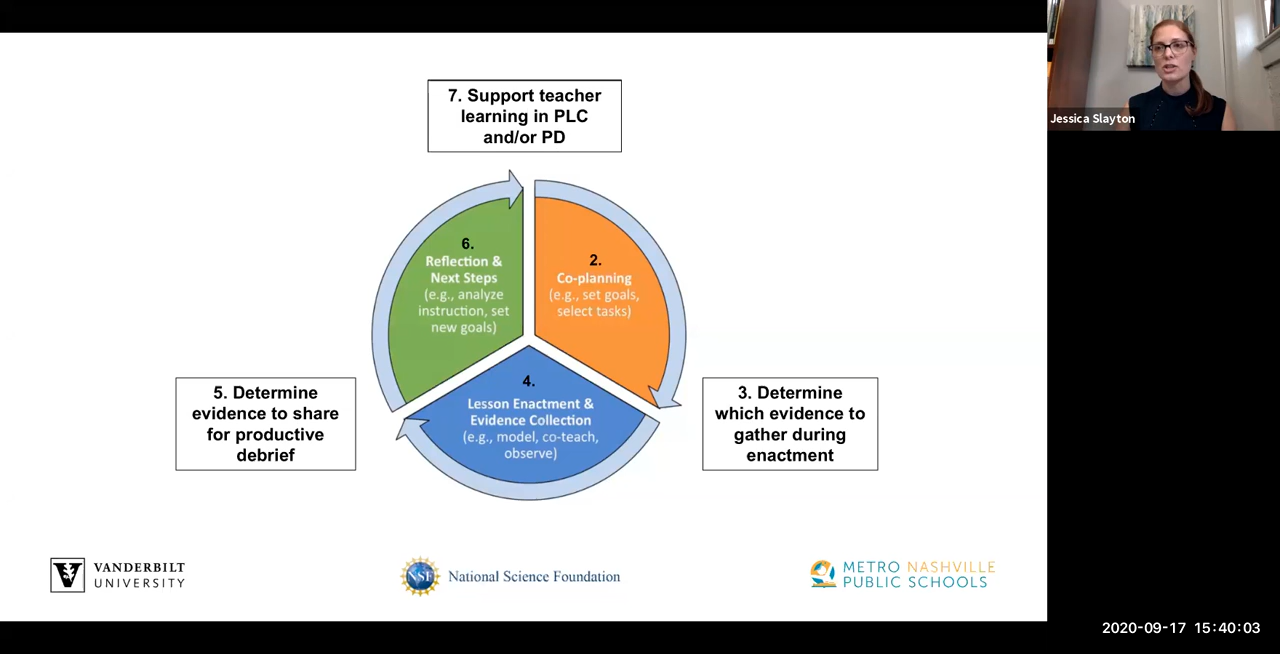 7. Support teacher
learning in PLC
and/or PD
6.
Reflection &
Next Steps
(e.g., analyze
instruction, set
new goals)
2.
Co-planning
(e.g., set goals,
select tasks)
5. Determine
evidence to share
for productive
debrief
4.
Lesson Enactment &
Evidence Collection
(e.g., model, co-teach,
observe)
3. Determine
which evidence to
gather during
enactment
V VANDERBILT
UNIVERSITY
NSF National Science Foundation
METRO NASHVILLE
PUBLIC SCHOOLS
Jessica Slayton
2020-09-17 15:40:03